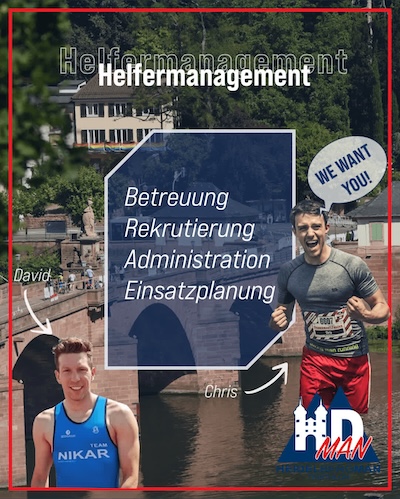 Helfermanagement
Helfermanagement
WE WANT
YOU!
Betreuung
Rekrutierung
Administration
Einsatzplanung
David
Chris
TEAM
NIKAR
HD
MAN